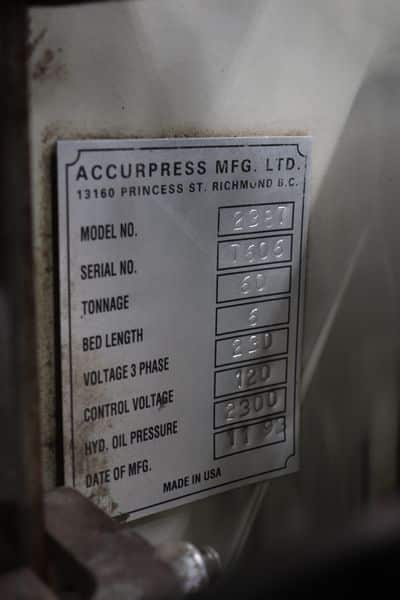 ACCURPRESS MFG. LTD.
13160 PRINCESS ST. RICHMOND B.C.
MODEL NO. 2387
SERIAL NO. 7606
TONNAGE 60
BED LENGTH 6
VOLTAGE 3 PHASE 230
CONTROL VOLTAGE 120
HYD. OIL PRESSURE 2300
DATE OF MFG. 11 93
MADE IN USA